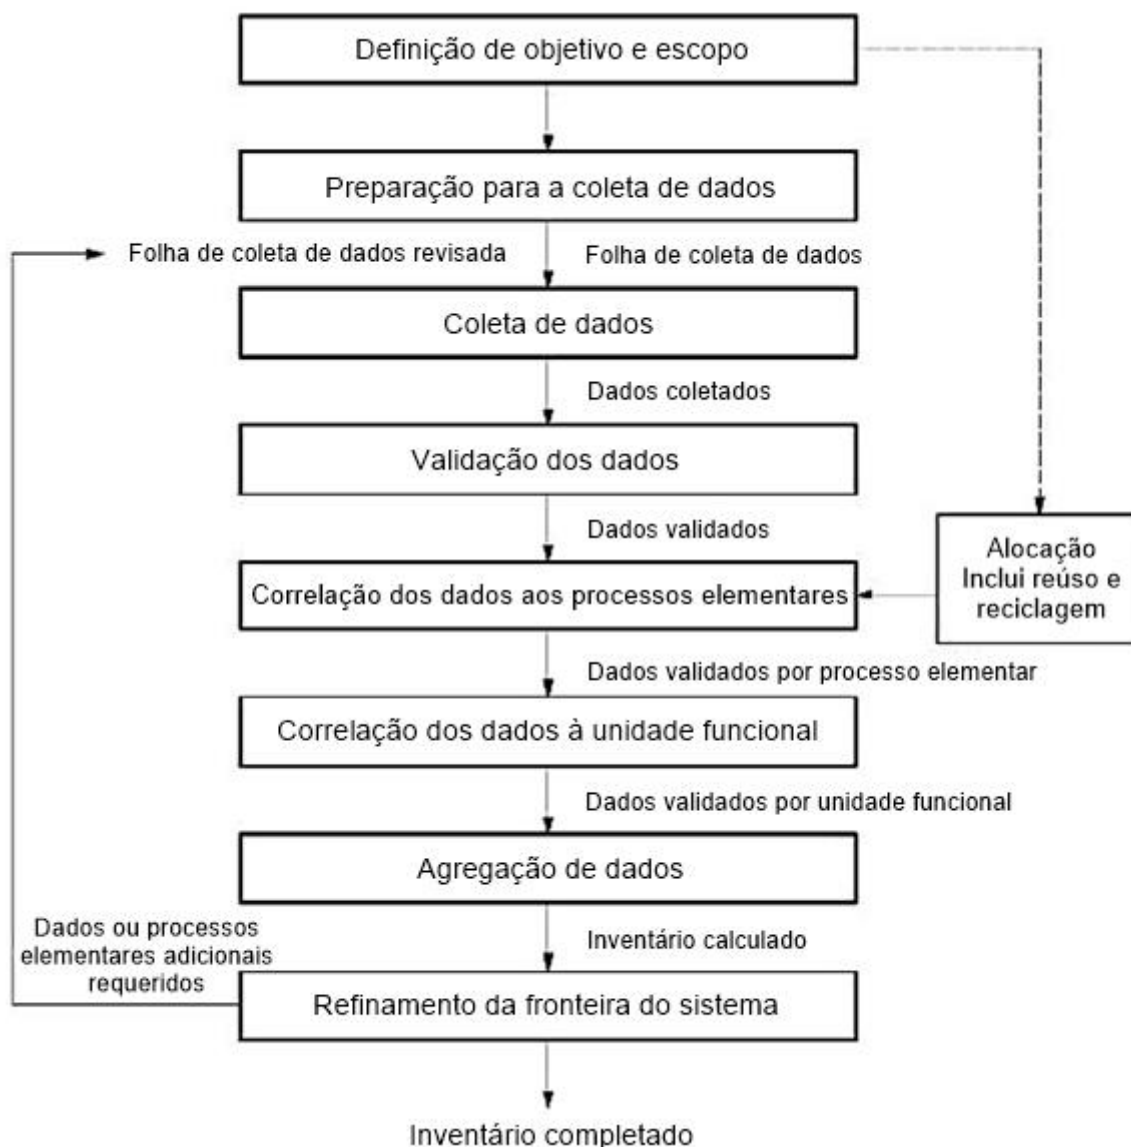 Definição de objetivo e escopo
Preparação para a coleta de dados
Folha de coleta de dados revisada
Folha de coleta de dados
Coleta de dados
Dados coletados
Validação dos dados
Dados validados
Alocação
Inclui reúso e
reciclagem
Correlação dos dados aos processos elementares
Dados validados por processo elementar
Correlação dos dados à unidade funcional
Dados validados por unidade funcional
Agregação de dados
Dados ou processos
elementares adicionais
requeridos
Inventário calculado
Refinamento da fronteira do sistema
Inventário completado